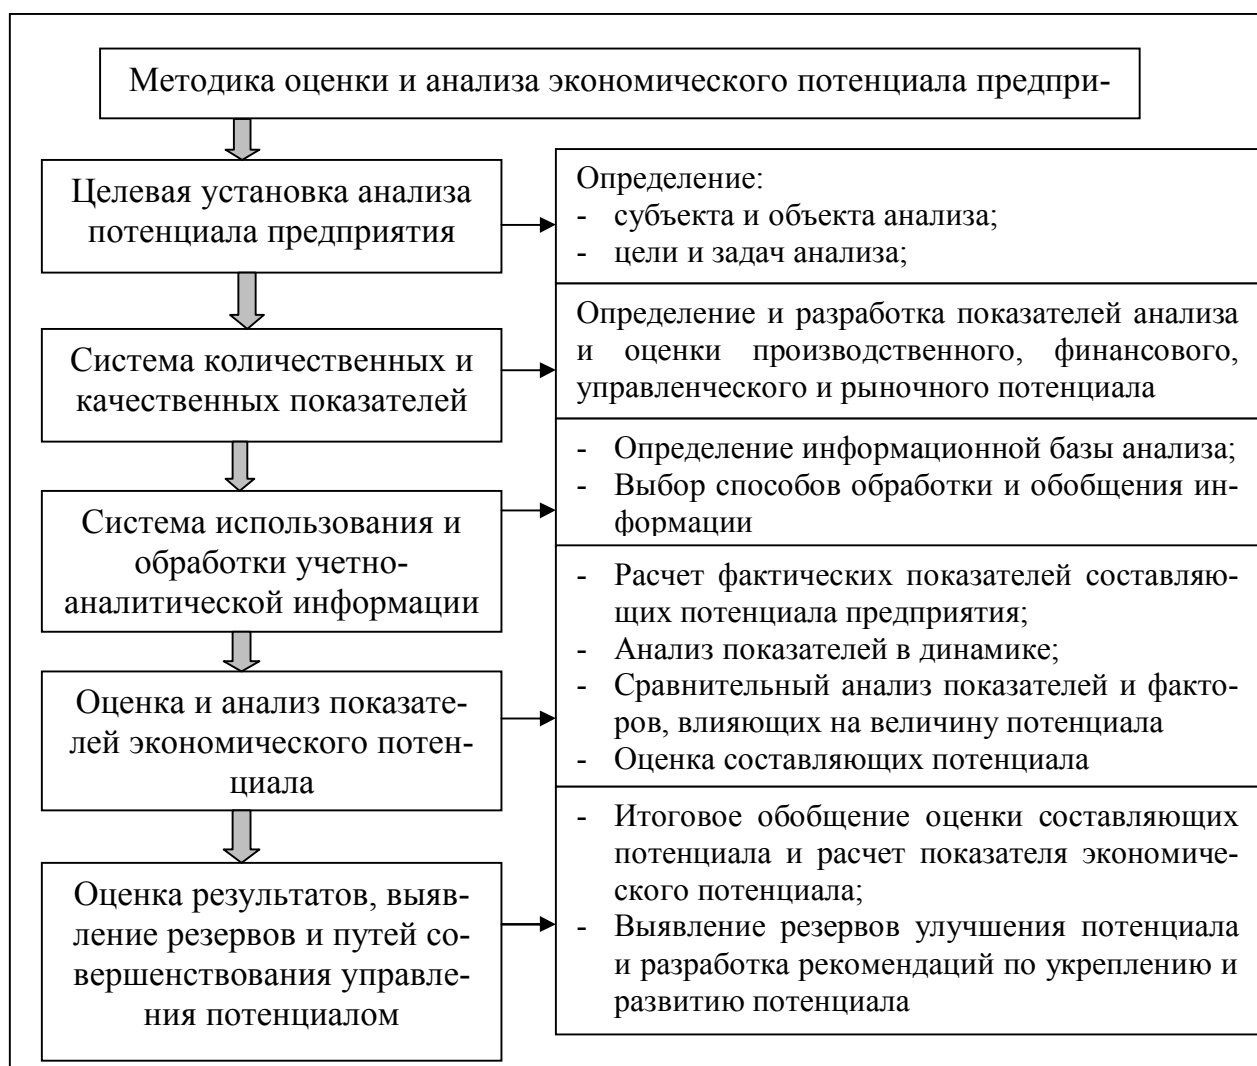 Методика оценки и анализа экономического потенциала предпри-
Целевая установка анализа
потенциала предприятия
Определение:
- субъекта и объекта анализа;
- цели и задач анализа;
Система количественных и
качественных показателей
Определение и разработка показателей анализа
и оценки производственного, финансового,
управленческого и рыночного потенциала
Система использования и
обработки учетно-
аналитической информации
- Определение информационной базы анализа;
- Выбор способов обработки и обобщения ин-
формации
Оценка и анализ показате-
лей экономического потен-
циала
- Расчет фактических показателей составляю-
щих потенциала предприятия;
- Анализ показателей в динамике;
- Сравнительный анализ показателей и факто-
ров, влияющих на величину потенциала
- Оценка составляющих потенциала
Оценка результатов, выяв-
ление резервов и путей со-
вершенствования управле-
ния потенциалом
- Итоговое обобщение оценки составляющих
потенциала и расчет показателя экономиче-
ского потенциала;
- Выявление резервов улучшения потенциала
и разработка рекомендаций по укреплению и
развитию потенциала